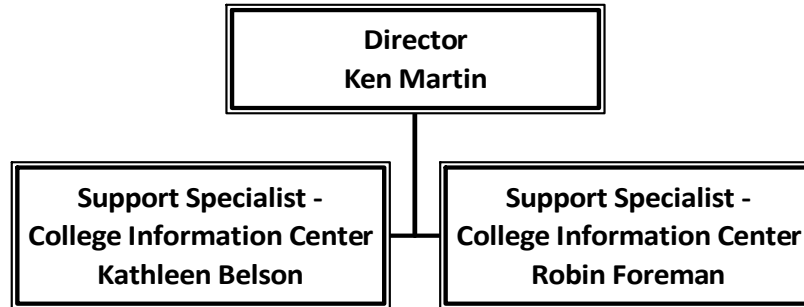 Director
Ken Martin
Support Specialist -
College Information Center
Kathleen Belson
Support Specialist -
College Information Center
Robin Foreman